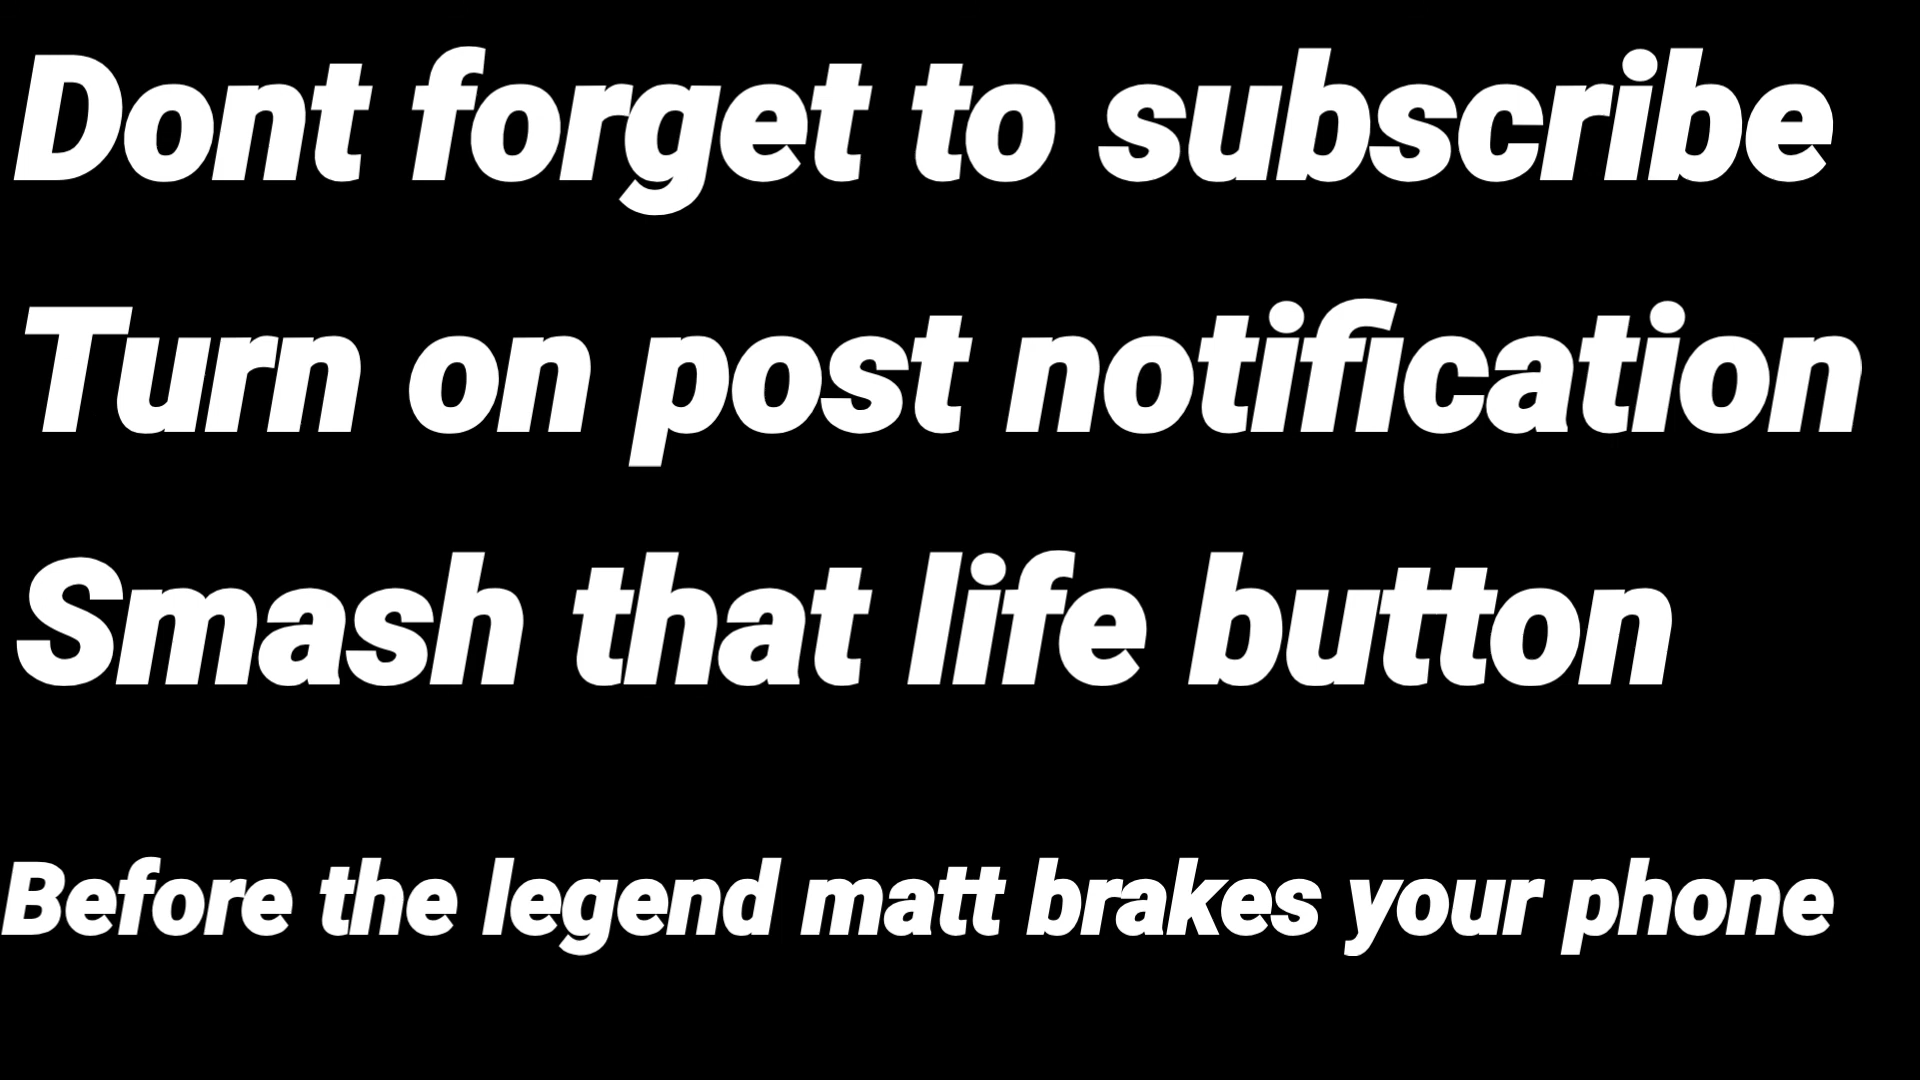 Dont forget to subscribe
Turn on post notification
Smash that life button
Before the legend matt brakes your phone